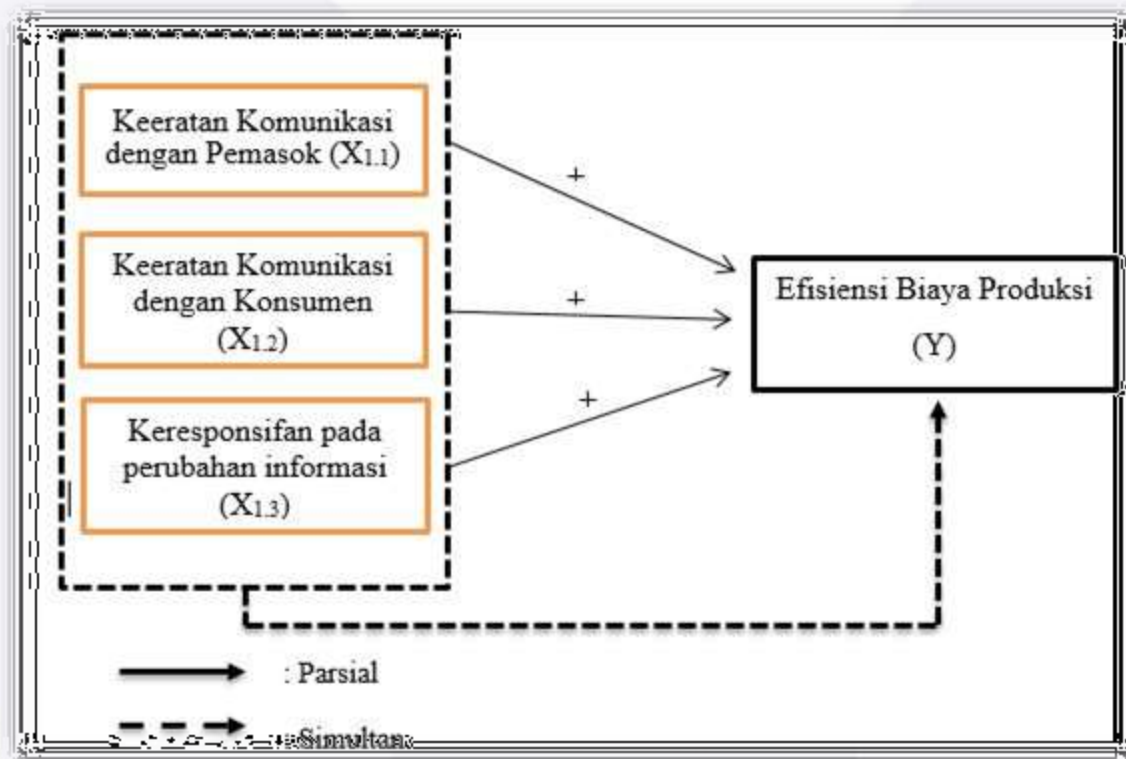 Keeratan Komunikasi
dengan Pemasok (X1.1)
+
Keeratan Komunikasi
dengan Konsumen
(X1.2)
+
Efisiensi Biaya Produksi
(Y)
Keresponsifan pada
perubahan informasi
(X1.3)
+
: Parsial
: Simultan